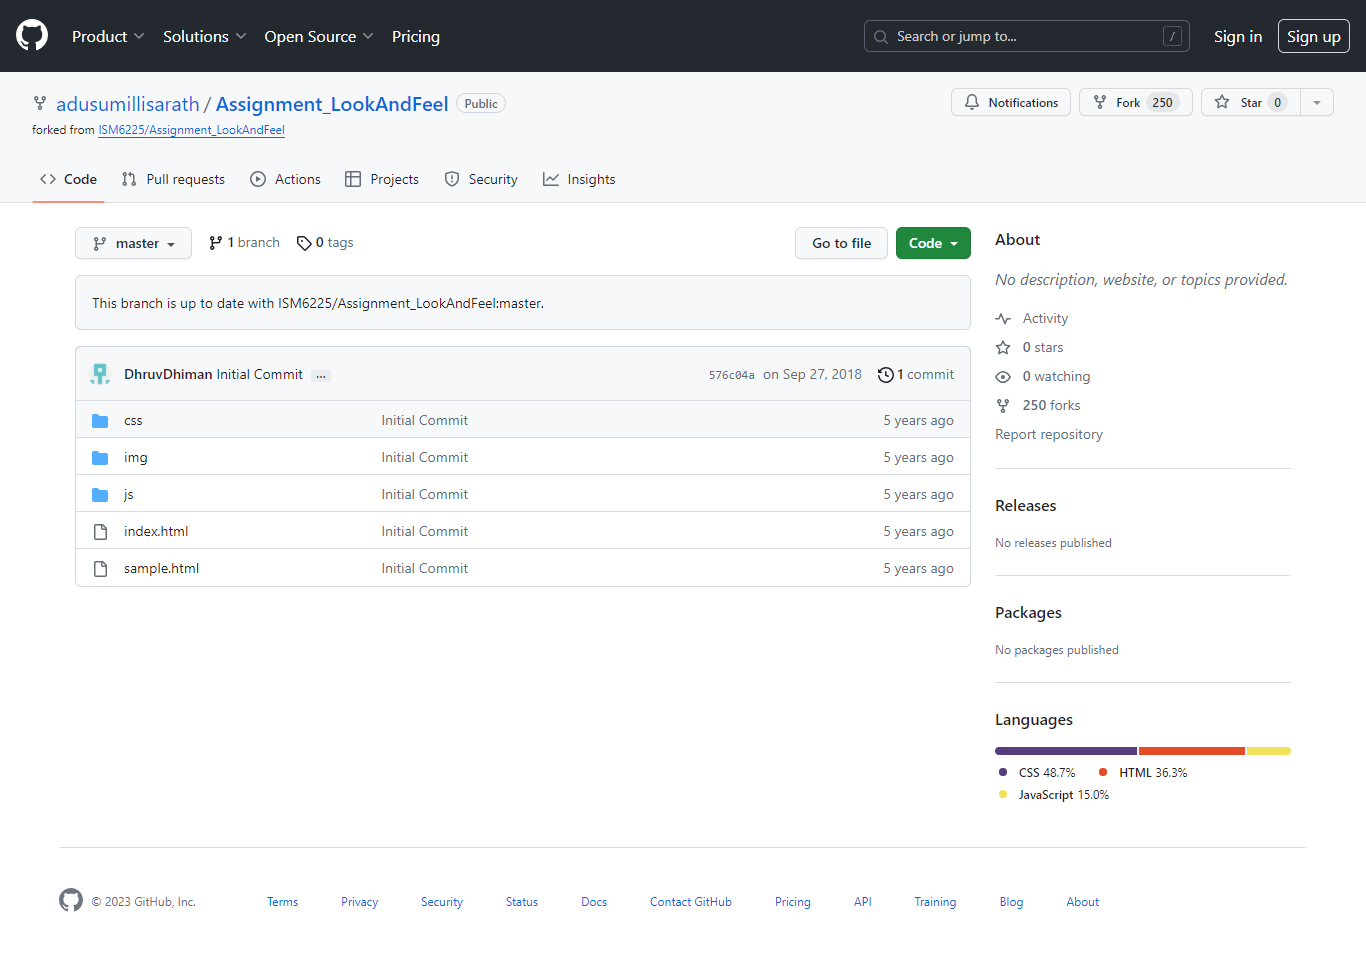 Product Solutions Open Source Pricing Search or jump to... / Sign in Sign up
adusumillisarath / Assignment_LookAndFeel Public Notifications Fork 250 Star 0
forked from ISM6225/Assignment_LookAndFeel
Code Pull requests Actions Projects Security Insights
master 1 branch 0 tags Go to file Code
This branch is up to date with ISM6225/Assignment_LookAndFeel:master.
DhruvDhiman Initial Commit ... 576c04a on Sep 27, 2018 1 commit
css Initial Commit 5 years ago
img Initial Commit 5 years ago
js Initial Commit 5 years ago
index.html Initial Commit 5 years ago
sample.html Initial Commit 5 years ago
About
No description, website, or topics provided.
Activity
0 stars
0 watching
250 forks
Report repository
Releases
No releases published
Packages
No packages published
Languages
CSS 48.7% HTML 36.3%
JavaScript 15.0%
© 2023 GitHub, Inc. Terms Privacy Security Status Docs Contact GitHub Pricing API Training Blog About